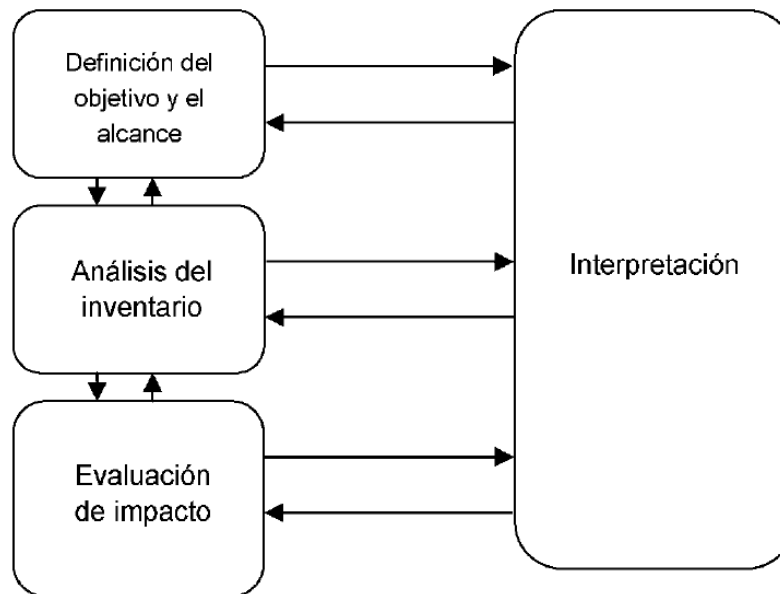 Definición del
objetivo y el
alcance
Análisis del
inventario
Interpretación
Evaluación
de impacto